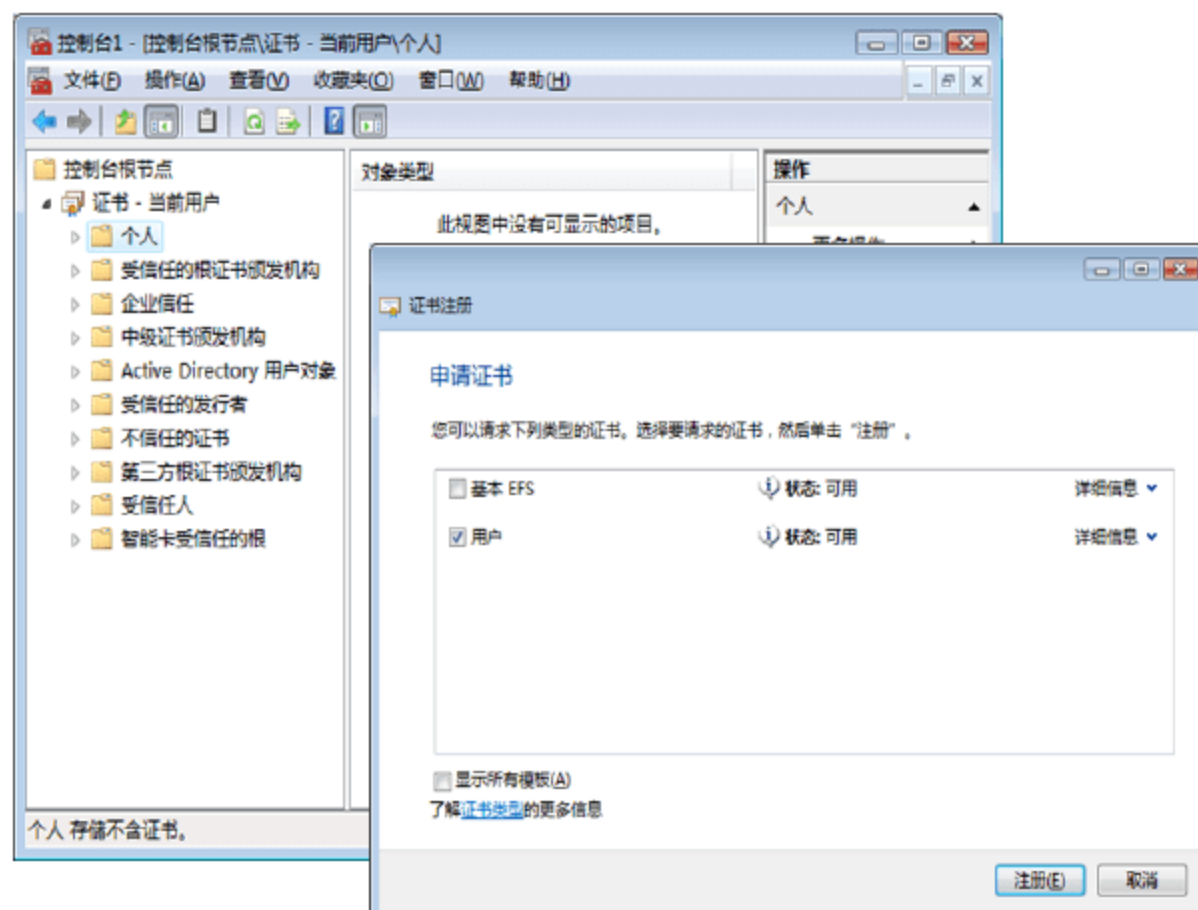 控制台1 - [控制台根节点\证书 - 当前用户\个人]
文件(F) 操作(A) 查看(V) 收藏夹(O) 窗口(W) 帮助(H)
控制台根节点
证书 - 当前用户
个人
受信任的根证书颁发机构
企业信任
中级证书颁发机构
Active Directory 用户对象
受信任的发行者
不信任的证书
第三方根证书颁发机构
受信任人
智能卡受信任的根
对象类型
此视图中没有可显示的项目。
操作
个人
更多操作
个人 存储不含证书。
证书注册
申请证书
您可以请求下列类型的证书。选择要请求的证书，然后单击“注册”。
基本 EFS 状态: 可用 详细信息
用户 状态: 可用 详细信息
显示所有模板(A)
了解证书类型的更多信息
注册(E) 取消